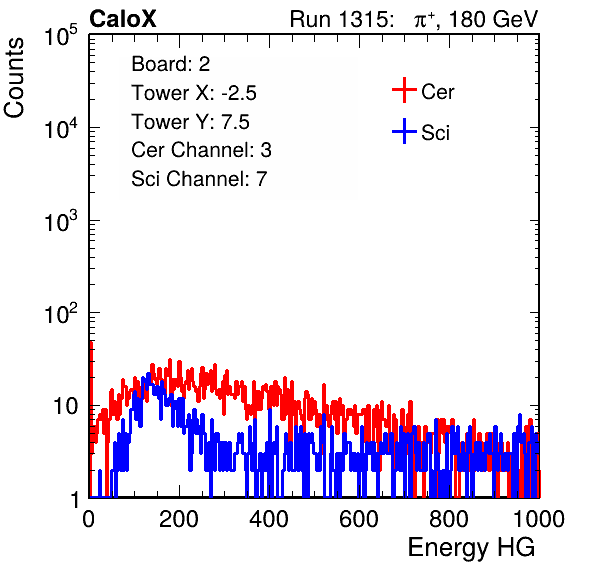 CaloX Run 1315: π⁺, 180 GeV
Counts
Board: 2
Tower X: -2.5
Tower Y: 7.5
Cer Channel: 3
Sci Channel: 7
Cer
Sci
10⁵
10⁴
10³
10²
10
1
0 200 400 600 800 1000
Energy HG